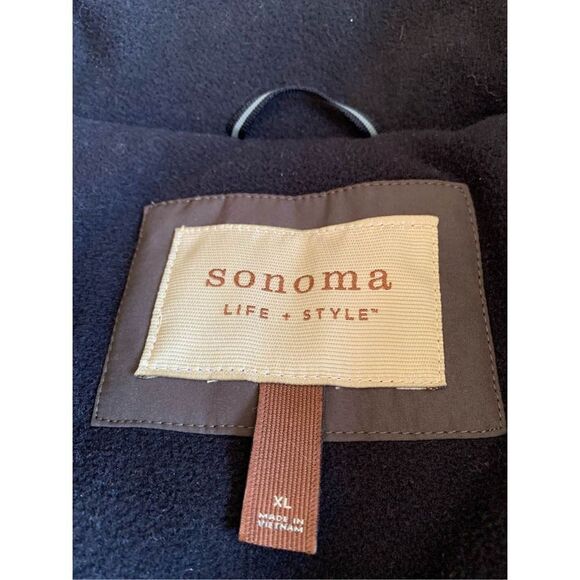 sonoma
LIFE + STYLE™
XL
MADE IN
VIETNAM